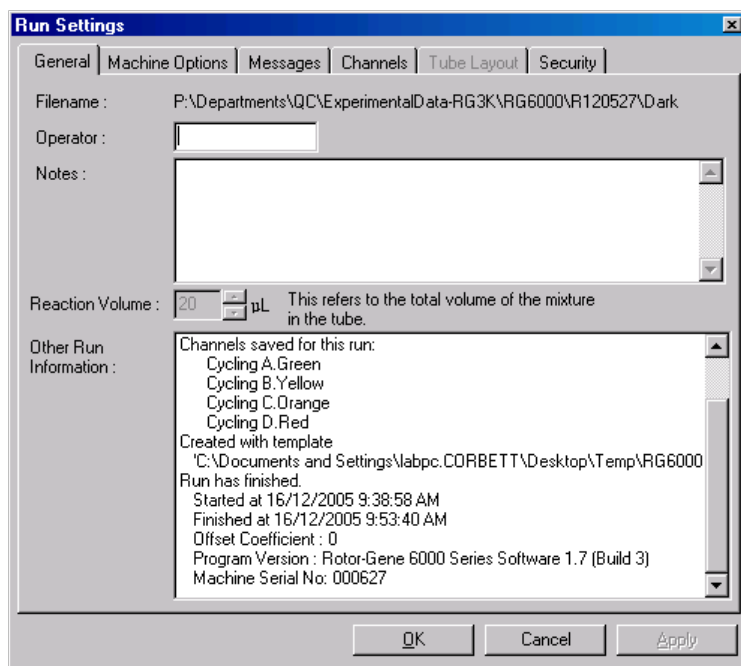 Run Settings
General Machine Options Messages Channels Tube Layout Security
Filename : P:\Departments\QC\ExperimentalData-RG3K\RG6000\R120527\Dark
Operator :
Notes :
Reaction Volume : 20 µL This refers to the total volume of the mixture
in the tube.
Other Run
Information :
Channels saved for this run:
Cycling A.Green
Cycling B.Yellow
Cycling C.Orange
Cycling D.Red
Created with template
'C:\Documents and Settings\labpc.CORBETT\Desktop\Temp\RG6000
Run has finished.
Started at 16/12/2005 9:38:58 AM
Finished at 16/12/2005 9:53:40 AM
Offset Coefficient : 0
Program Version : Rotor-Gene 6000 Series Software 1.7 (Build 3)
Machine Serial No: 000627
OK Cancel Apply